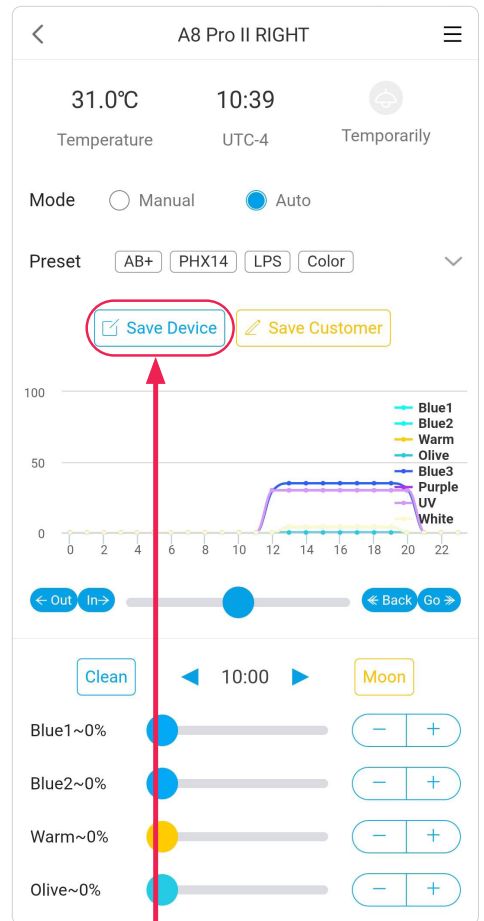 A8 Pro II RIGHT
31.0℃ 10:39
Temperature UTC-4 Temporarily
Mode Manual Auto
Preset AB+ PHX14 LPS Color
Save Device Save Customer
100
Blue1
Blue2
Warm
Olive
50
Blue3
Purple
UV
White
0
0 2 4 6 8 10 12 14 16 18 20 22
Out In Back Go
Clean 10:00 Moon
Blue1~0% − +
Blue2~0% − +
Warm~0% − +
Olive~0% − +